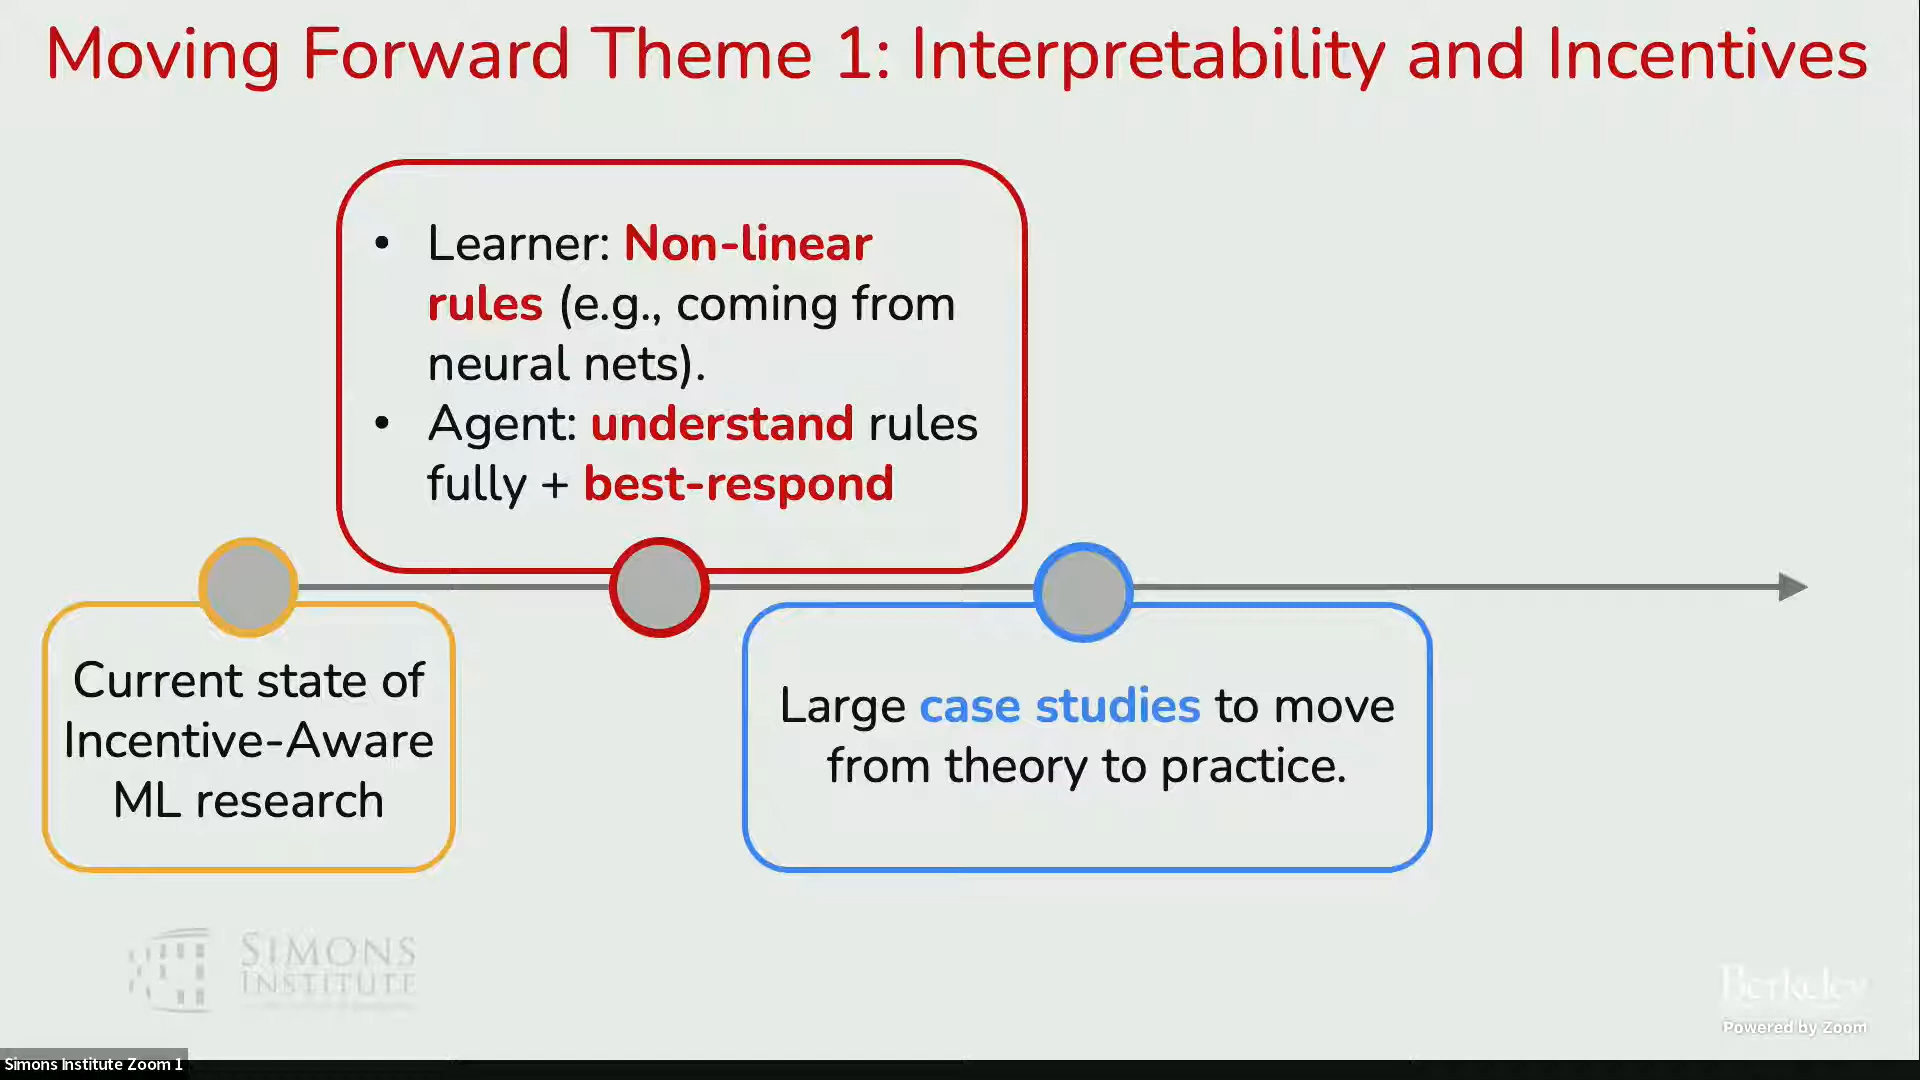 Moving Forward Theme 1: Interpretability and Incentives
• Learner: Non-linear
rules (e.g., coming from
neural nets).
• Agent: understand rules
fully + best-respond
Current state of
Incentive-Aware
ML research
Large case studies to move
from theory to practice.
SIMONS
INSTITUTE
Berkeley
Powered by Zoom
Simons Institute Zoom 1